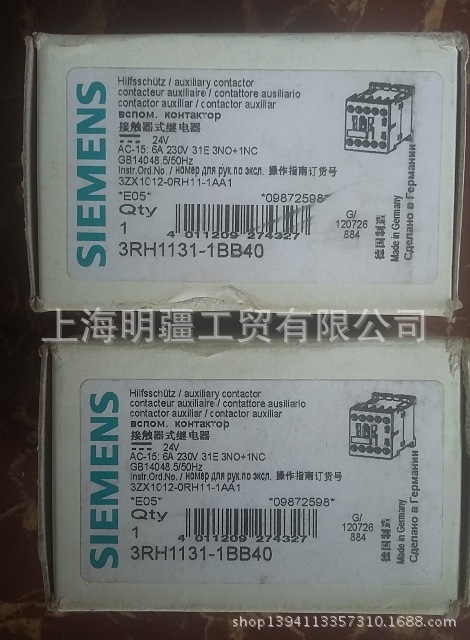 SIEMENS
Hilfsschütz / auxiliary contactor
contacteur auxiliaire / contattore ausiliario
contactor auxiliar / contactor auxiliar
вспом. контактор
接触器式继电器
24V
AC-15: 6A 230V 31E 3NO+1NC
GB14048.5/50Hz
Instr.Ord.No. / номер для рук.по экспл. 操作指南订货号
3ZX1012-0RH11-1AA1
*E05*
*09872598*
Qty
1
4 011209 274327
3RH1131-1BB40
G/
120726
884
德国制造
Made in Germany
Сделано в Германии
上海明疆工贸有限公司
SIEMENS
Hilfsschütz / auxiliary contactor
contacteur auxiliaire / contattore ausiliario
contactor auxiliar / contactor auxiliar
вспом. контактор
接触器式继电器
24V
AC-15: 6A 230V 31E 3NO+1NC
GB14048.5/50Hz
Instr.Ord.No. / номер для рук.по экспл. 操作指南订货号
3ZX1012-0RH11-1AA1
*E05*
*09872598*
Qty
1
4 011209 274327
3RH1131-1BB40
G/
120726
884
德国制造
Made in Germany
Сделано в Германии
shop1394113357310.1688.com